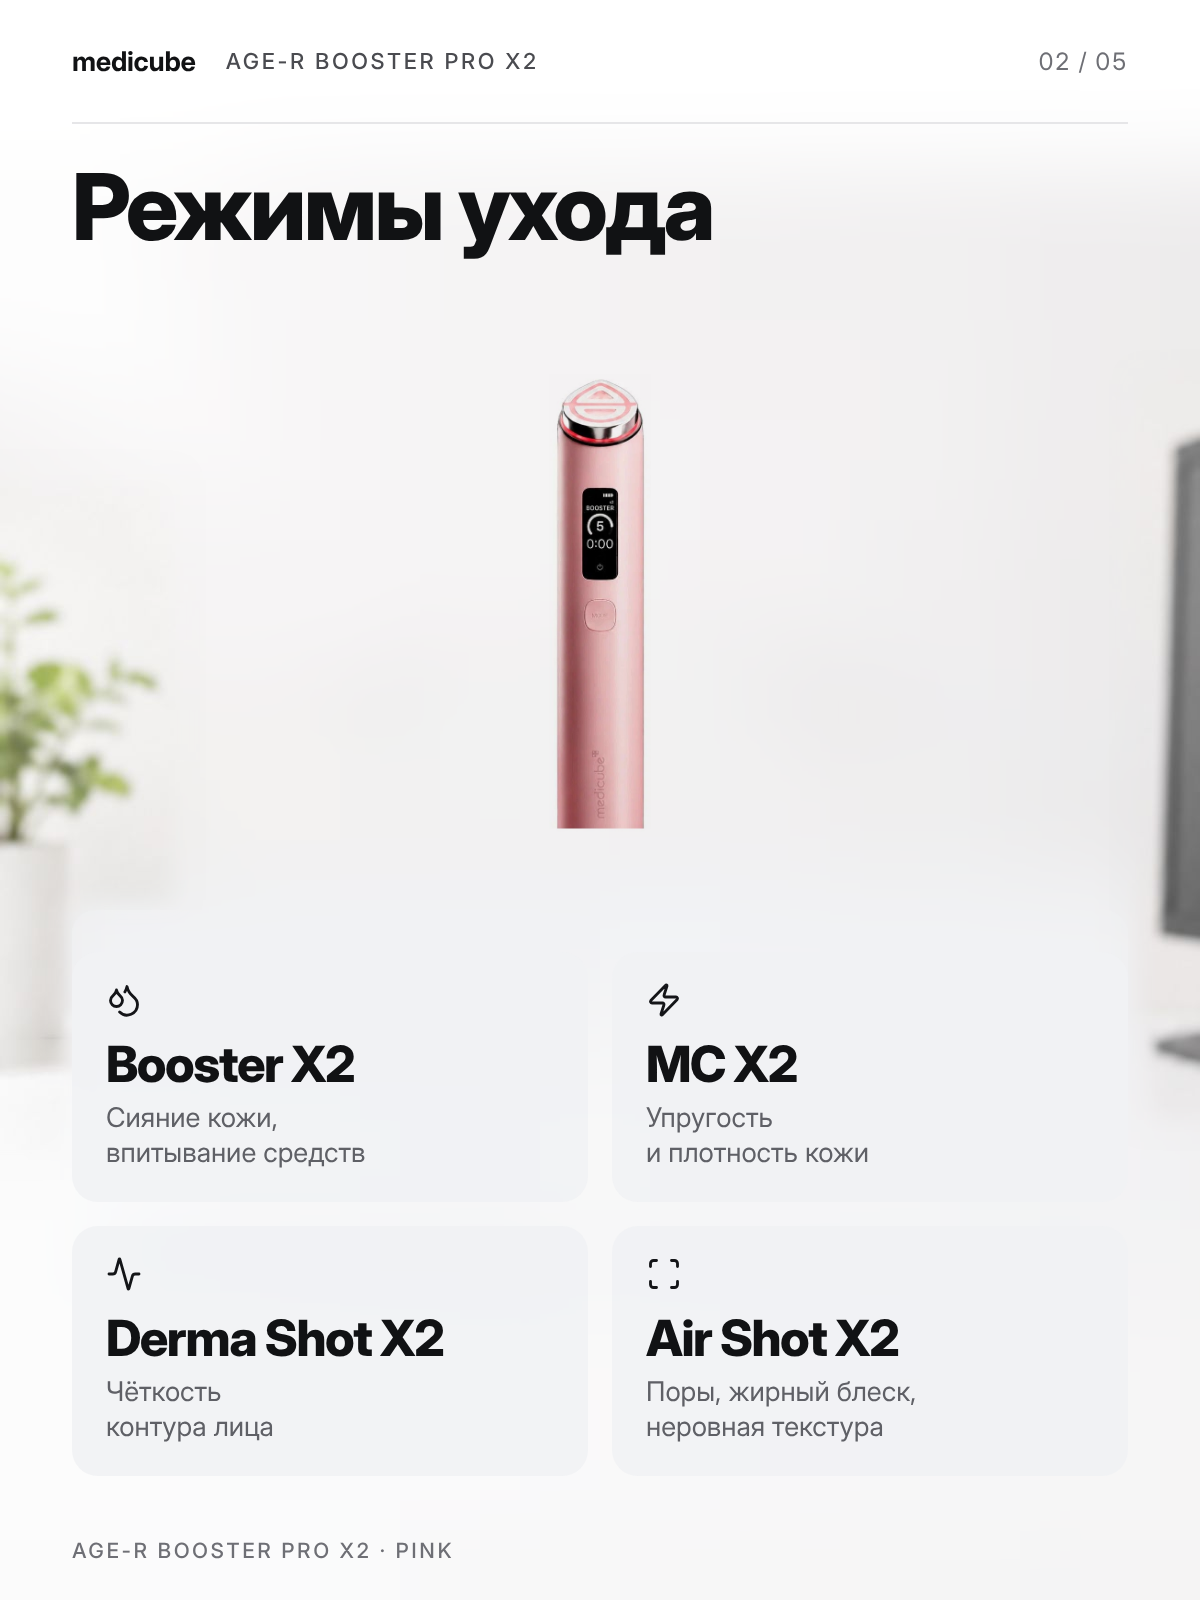 medicube AGE-R BOOSTER PRO X2 02 / 05
Режимы ухода
BOOSTER
5
0:00
medicube
Booster X2
Сияние кожи,
впитывание средств
MC X2
Упругость
и плотность кожи
Derma Shot X2
Чёткость
контура лица
Air Shot X2
Поры, жирный блеск,
неровная текстура
AGE-R BOOSTER PRO X2 · PINK